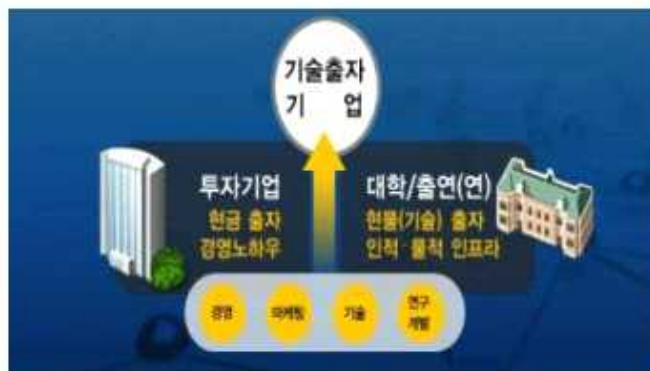 기술출자
기 업
투자기업
현금 출자
경영노하우
대학/출연(연)
현물(기술) 출자
인적·물적 인프라
경영
마케팅
기술
연구
개발